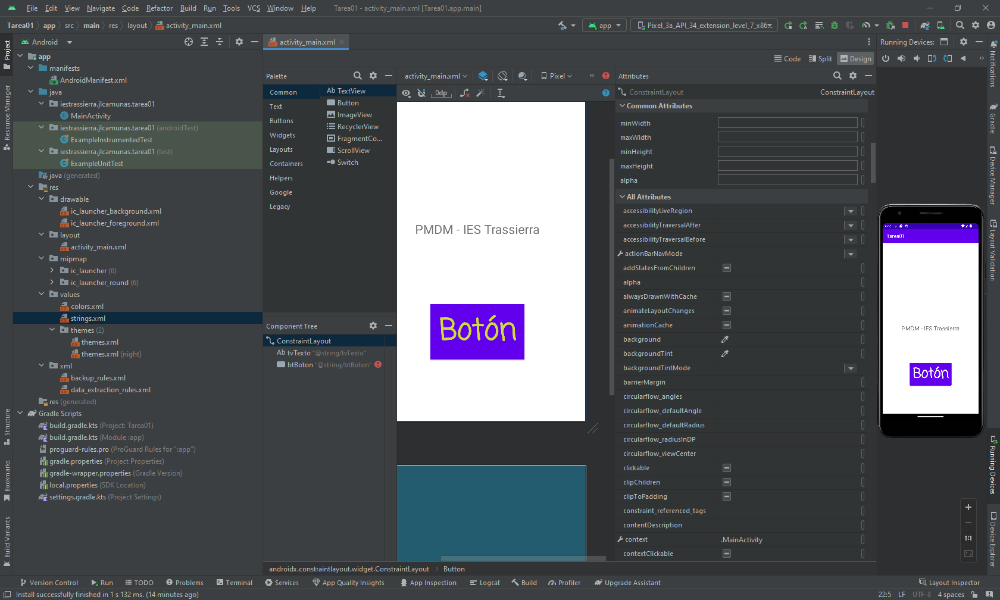 File Edit View Navigate Code Refactor Build Run Tools VCS Window Help Tarea01 - activity_main.xml [Tarea01.app.main]
Tarea01 app src main res layout activity_main.xml
app Pixel_3a_API_34_extension_level_7_x86...
Android
activity_main.xml
Running Devices:
Code Split Design
Project
Resource Manager
Structure
Bookmarks
Build Variants
app
manifests
AndroidManifest.xml
java
iestrassierra.jlcamunas.tarea01
MainActivity
iestrassierra.jlcamunas.tarea01 (androidTest)
ExampleInstrumentedTest
iestrassierra.jlcamunas.tarea01 (test)
ExampleUnitTest
java (generated)
res
drawable
ic_launcher_background.xml
ic_launcher_foreground.xml
layout
activity_main.xml
mipmap
ic_launcher (6)
ic_launcher_round (6)
values
colors.xml
strings.xml
themes (2)
themes.xml
themes.xml (night)
xml
backup_rules.xml
data_extraction_rules.xml
res (generated)
Gradle Scripts
build.gradle.kts (Project: Tarea01)
build.gradle.kts (Module :app)
proguard-rules.pro (ProGuard Rules for ":app")
gradle.properties (Project Properties)
gradle-wrapper.properties (Gradle Version)
local.properties (SDK Location)
settings.gradle.kts (Project Settings)
Palette
Common
Text
Buttons
Widgets
Layouts
Containers
Helpers
Google
Legacy
Ab TextView
Button
ImageView
RecyclerView
FragmentCo...
ScrollView
Switch
Component Tree
ConstraintLayout
Ab tvTexto "@string/tvTexto"
btBoton "@string/btBoton"
activity_main.xml Pixel
0dp
PMDM - IES Trassierra
Botón
Attributes
ConstraintLayout ConstraintLayout
Common Attributes
minWidth
maxWidth
minHeight
maxHeight
alpha
All Attributes
accessibilityLiveRegion
accessibilityTraversalAfter
accessibilityTraversalBefore
actionBarNavMode
addStatesFromChildren
alpha
alwaysDrawnWithCache
animateLayoutChanges
animationCache
background
backgroundTint
backgroundTintMode
barrierMargin
circularflow_angles
circularflow_defaultAngle
circularflow_defaultRadius
circularflow_radiusInDP
circularflow_viewCenter
clickable
clipChildren
clipToPadding
constraint_referenced_tags
contentDescription
context .MainActivity
contextClickable
Tarea01
PMDM - IES Trassierra
Botón
1:1
Notifications
Gradle
Device Manager
Layout Validation
Running Devices
Device Explorer
androidx.constraintlayout.widget.ConstraintLayout Button
Version Control Run TODO Problems Terminal Services App Quality Insights App Inspection Logcat Build Profiler Upgrade Assistant Layout Inspector
Install successfully finished in 1 s 132 ms. (14 minutes ago) 22:5 LF UTF-8 4 spaces